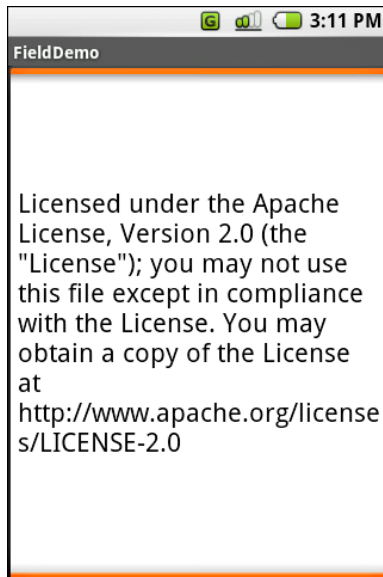 G 3:11 PM
FieldDemo
Licensed under the Apache
License, Version 2.0 (the
"License"); you may not use
this file except in compliance
with the License. You may
obtain a copy of the License
at
http://www.apache.org/license
s/LICENSE-2.0